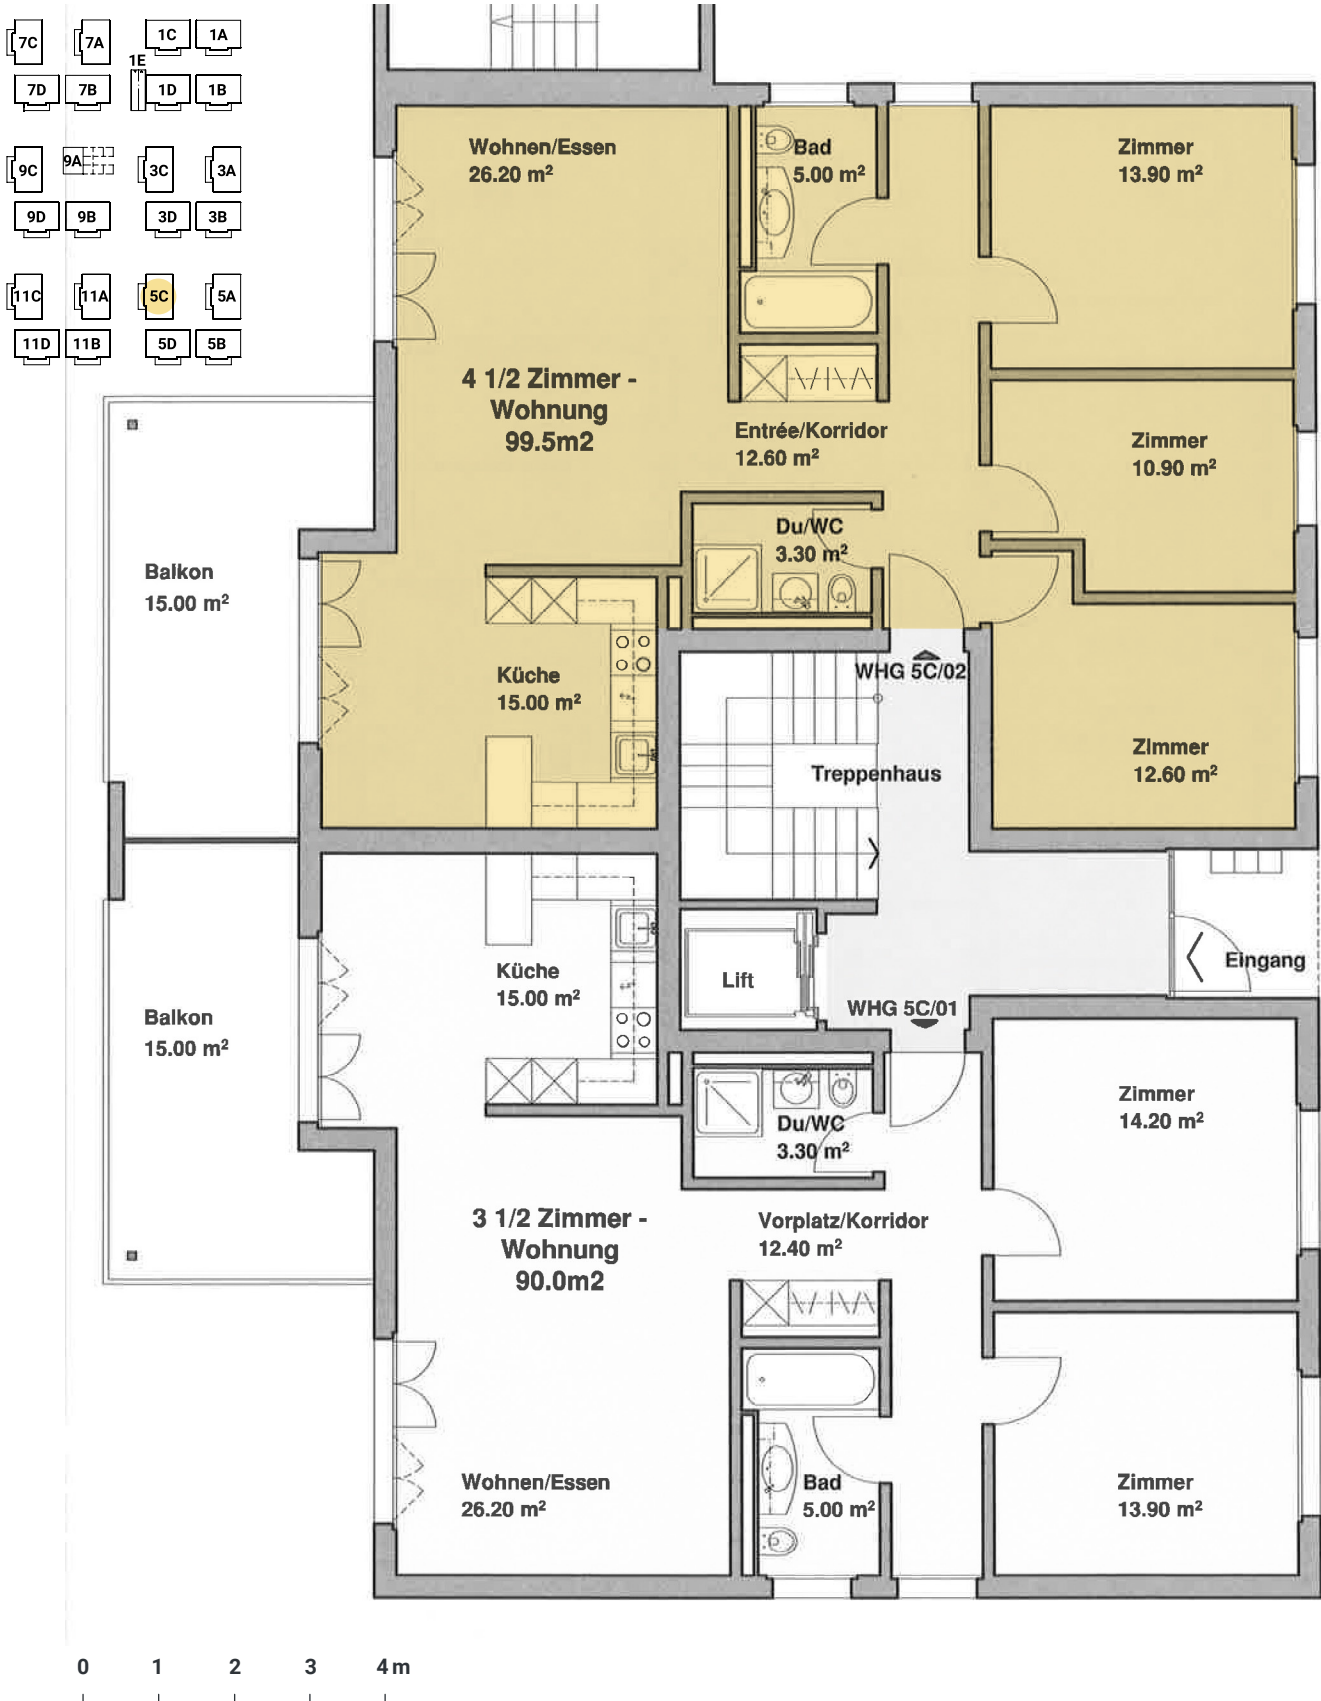 7C
7A
1C
1A
1E
7D
7B
1D
1B
9C
9A
3C
3A
9D
9B
3D
3B
11C
11A
5C
5A
11D
11B
5D
5B
Wohnen/Essen
26.20 m²
Bad
5.00 m²
Zimmer
13.90 m²
4 1/2 Zimmer -
Wohnung
99.5m2
Entrée/Korridor
12.60 m²
Zimmer
10.90 m²
Du/WC
3.30 m²
Balkon
15.00 m²
Küche
15.00 m²
WHG 5C/02
Treppenhaus
Zimmer
12.60 m²
Küche
15.00 m²
Lift
Eingang
WHG 5C/01
Balkon
15.00 m²
Zimmer
14.20 m²
Du/WC
3.30 m²
3 1/2 Zimmer -
Wohnung
90.0m2
Vorplatz/Korridor
12.40 m²
Wohnen/Essen
26.20 m²
Bad
5.00 m²
Zimmer
13.90 m²
0 1 2 3 4 m